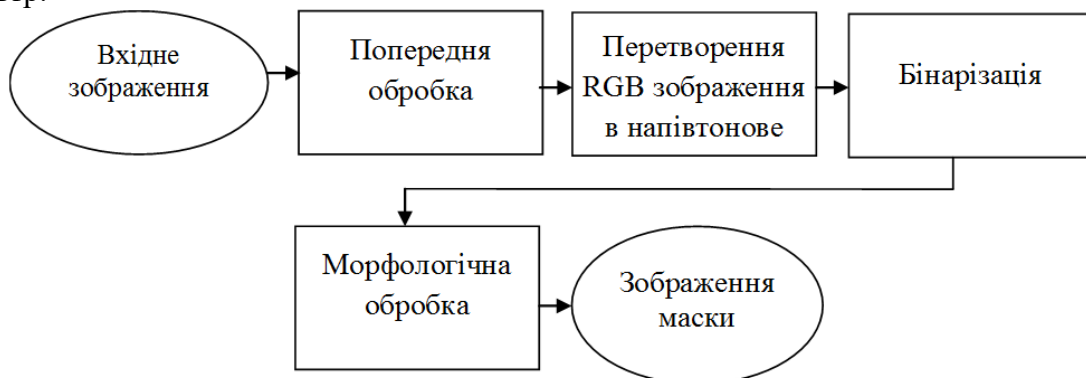 Вхідне
зображення
Попередня
обробка
Перетворення
RGB зображення
в напівтонове
Бінарізація
Морфологічна
обробка
Зображення
маски